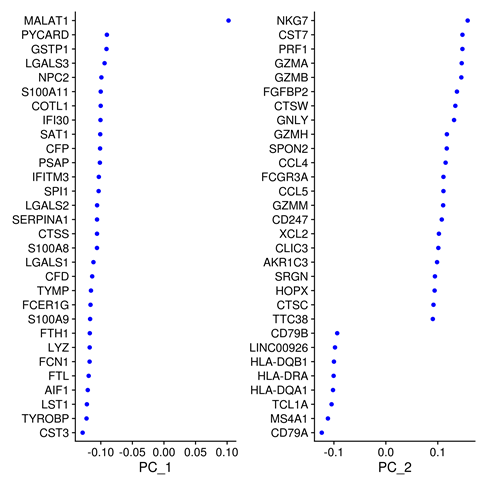 MALAT1
PYCARD
GSTP1
LGALS3
NPC2
S100A11
COTL1
IFI30
SAT1
CFP
PSAP
IFITM3
SPI1
LGALS2
SERPINA1
CTSS
S100A8
LGALS1
CFD
TYMP
FCER1G
S100A9
FTH1
LYZ
FCN1
FTL
AIF1
LST1
TYROBP
CST3
-0.10 -0.05 0.00 0.05 0.10
PC_1
NKG7
CST7
PRF1
GZMA
GZMB
FGFBP2
CTSW
GNLY
GZMH
SPON2
CCL4
FCGR3A
CCL5
GZMM
CD247
XCL2
CLIC3
AKR1C3
SRGN
HOPX
CTSC
TTC38
CD79B
LINC00926
HLA-DQB1
HLA-DRA
HLA-DQA1
TCL1A
MS4A1
CD79A
-0.1 0.0 0.1
PC_2